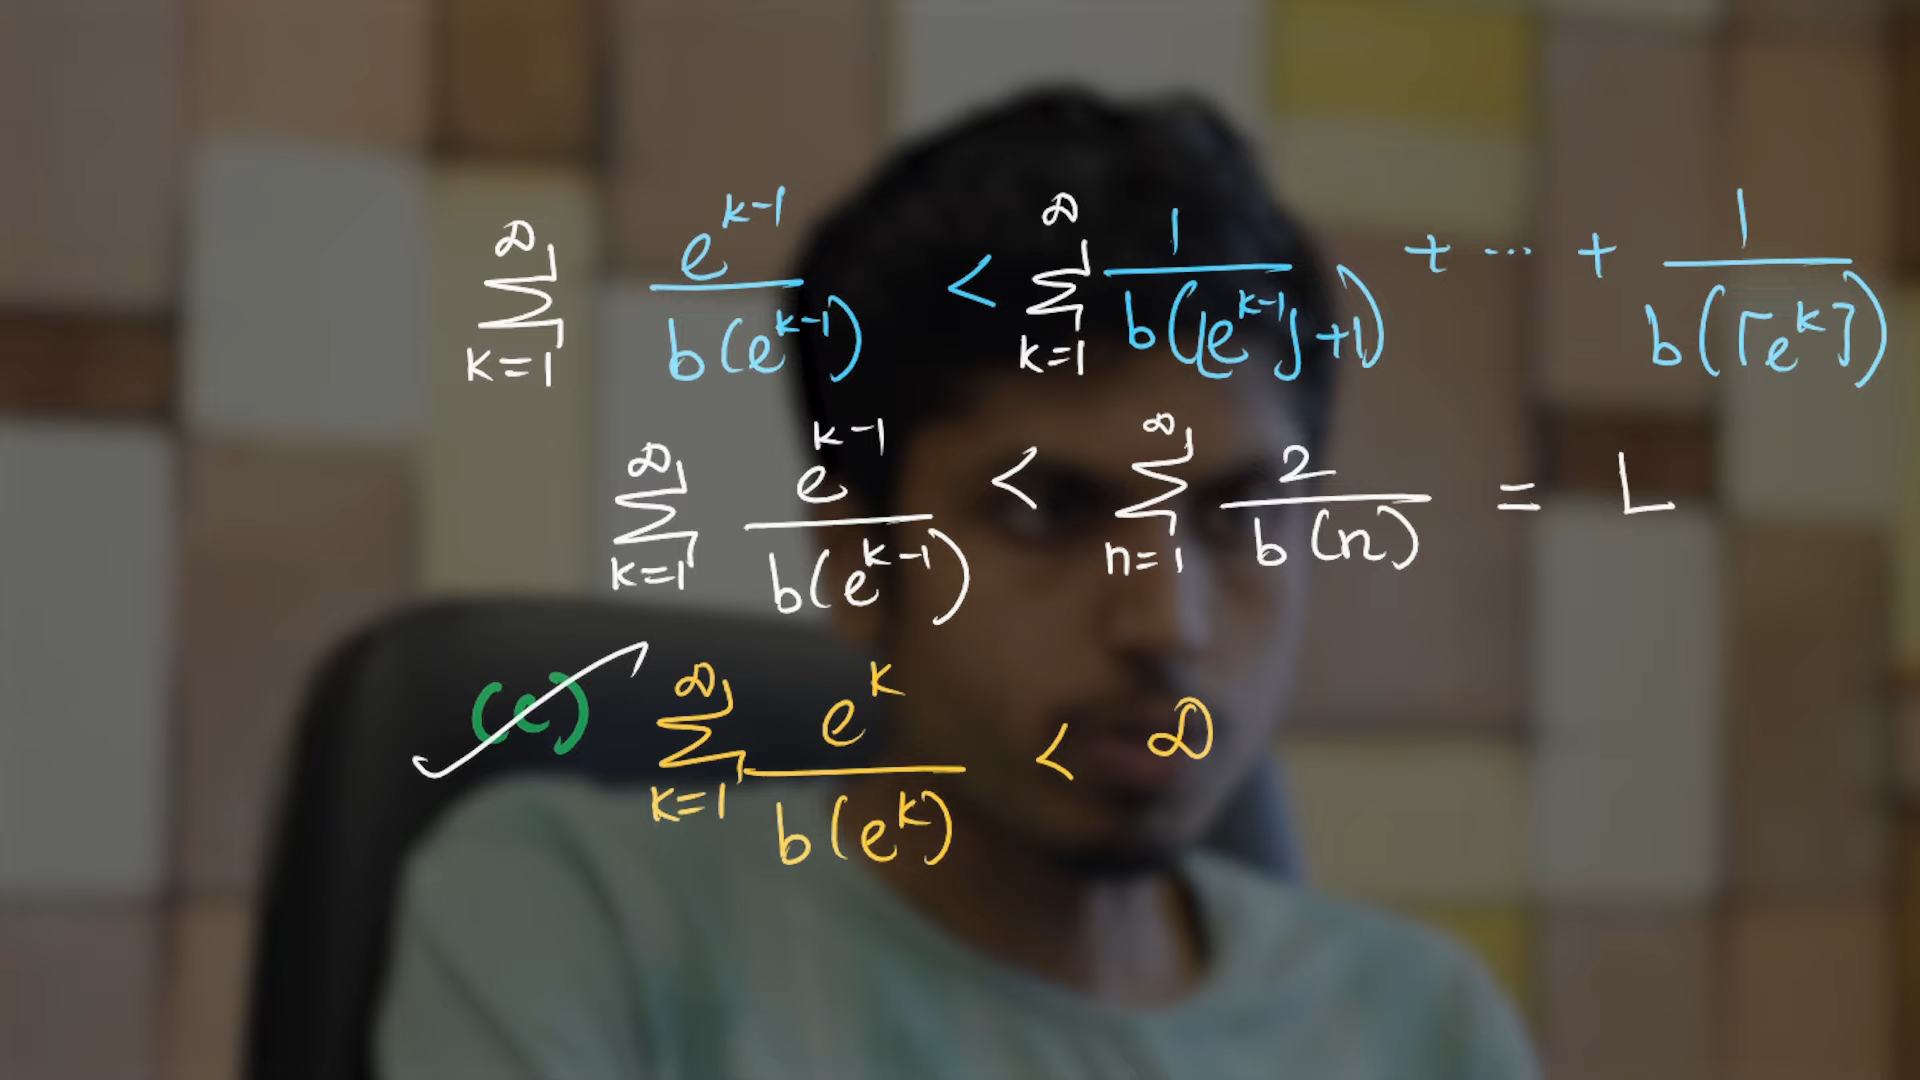 ∞∑k=1 e^(k-1) / b(e^(k-1)) < ∞∑k=1 1 / b(⌊e^(k-1)⌋+1) + ... + 1 / b(⌈e^k⌉)
∞∑k=1 e^(k-1) / b(e^(k-1)) < ∞∑n=1 2 / b(n) = L
(e) ∞∑k=1 e^k / b(e^k) < ∞